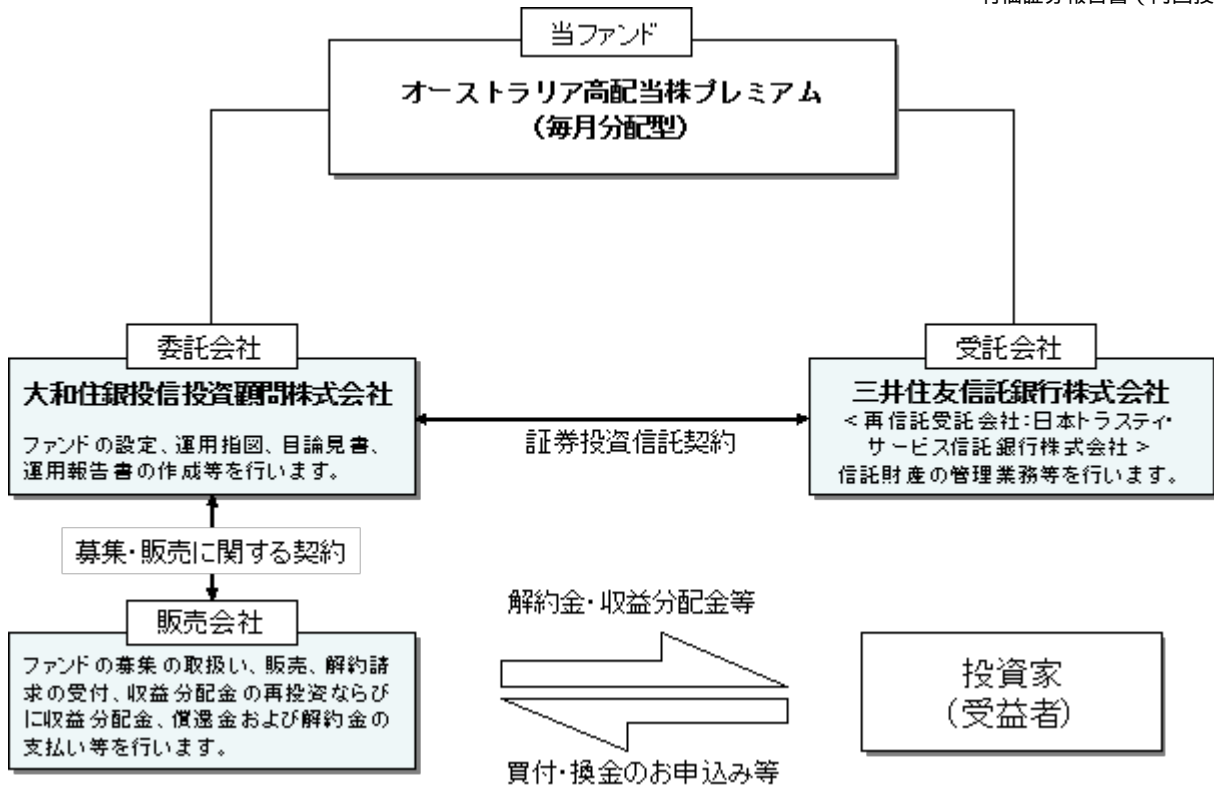 当ファンド
オーストラリア高配当株プレミアム
（毎月分配型）
委託会社
大和住銀投信投資顧問株式会社
ファンドの設定、運用指図、目論見書、
運用報告書の作成等を行います。
証券投資信託契約
受託会社
三井住友信託銀行株式会社
＜再信託受託会社：日本トラスティ・
サービス信託銀行株式会社＞
信託財産の管理業務等を行います。
募集・販売に関する契約
販売会社
ファンドの募集の取扱い、販売、解約請
求の受付、収益分配金の再投資ならび
に収益分配金、償還金および解約金の
支払い等を行います。
解約金・収益分配金等
買付・換金のお申込み等
投資家
（受益者）